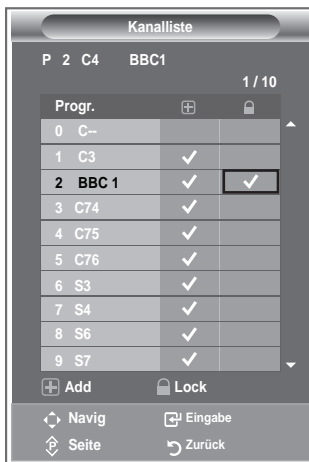 Kanalliste
P 2 C4 BBC1
1 / 10
Progr.
0 C--
1 C3
2 BBC 1
3 C74
4 C75
5 C76
6 S3
7 S4
8 S6
9 S7
Add Lock
Navig Eingabe
P Seite Zurück